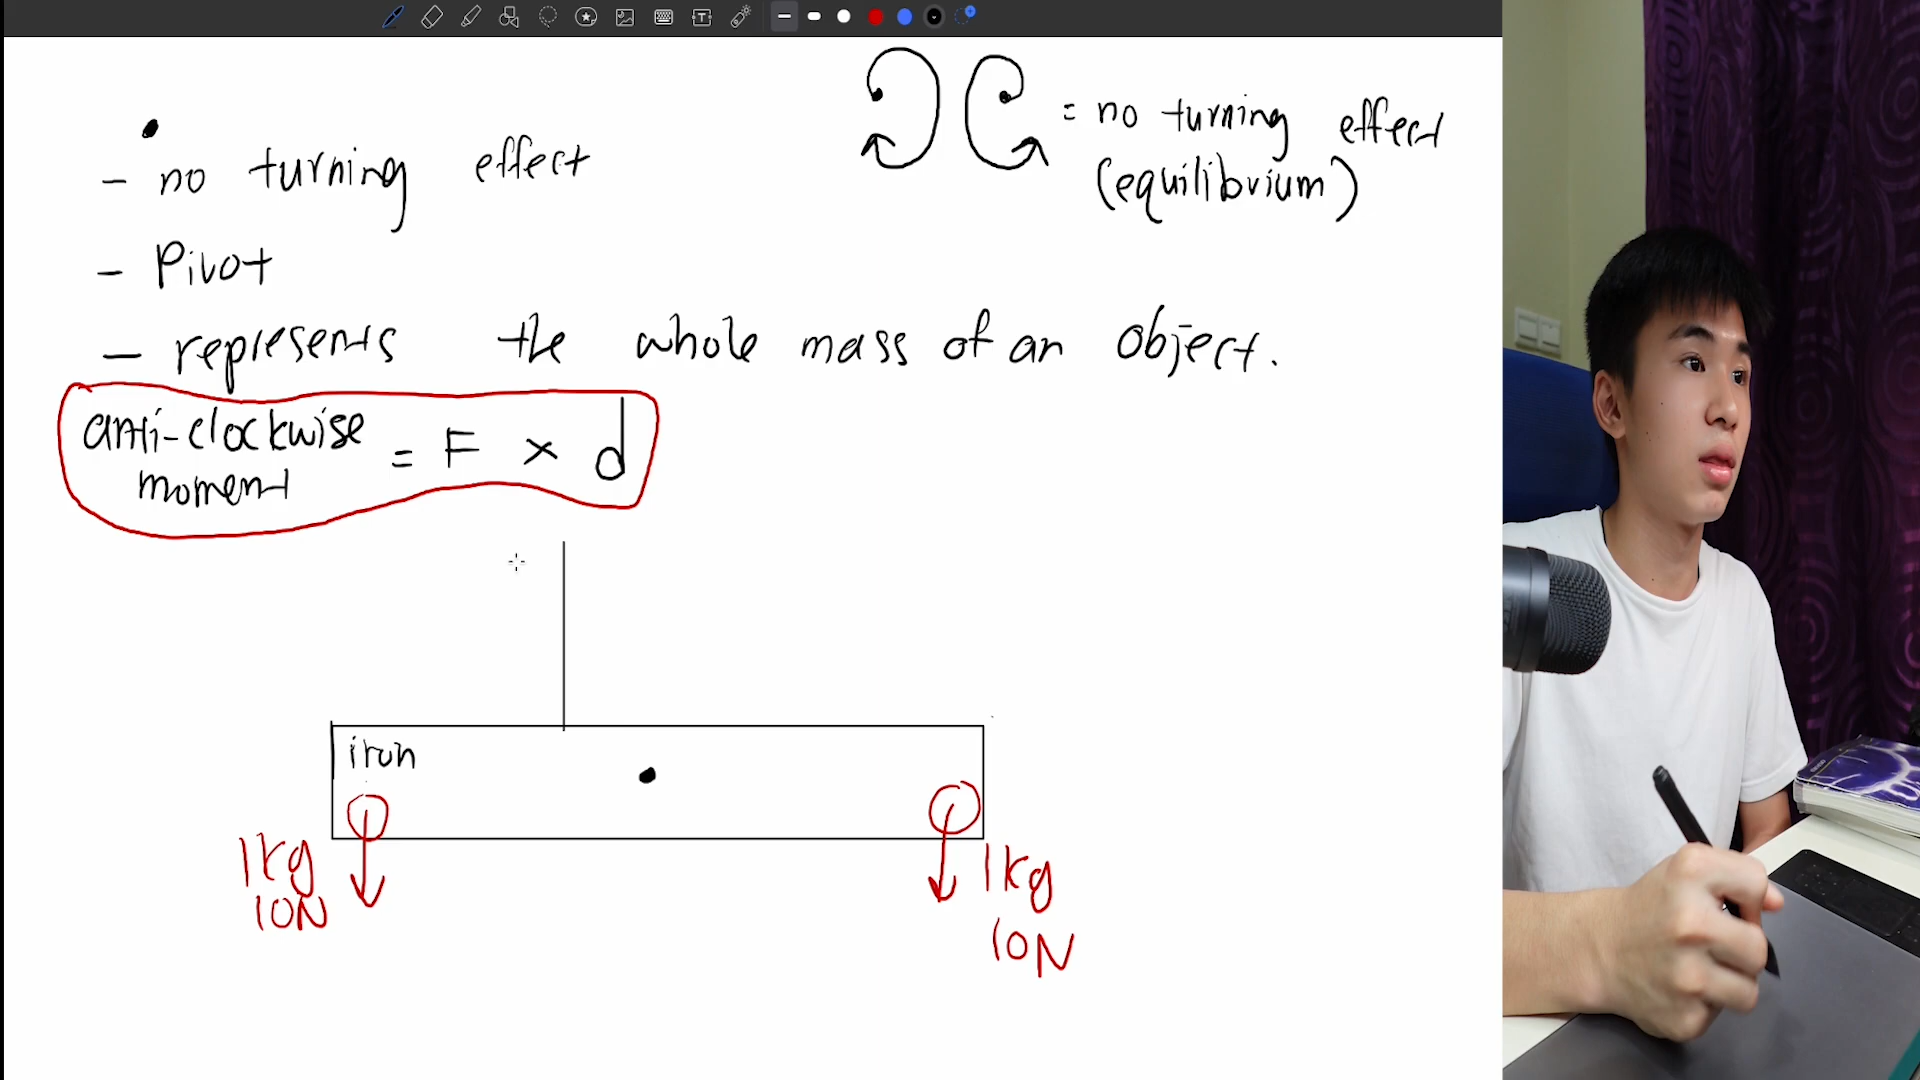 = no turning effect
(equilibrium)
- no turning effect
- Pivot
- represents the whole mass of an object.
anti-clockwise
moment
= F × d
iron
1kg
10N
1kg
10N